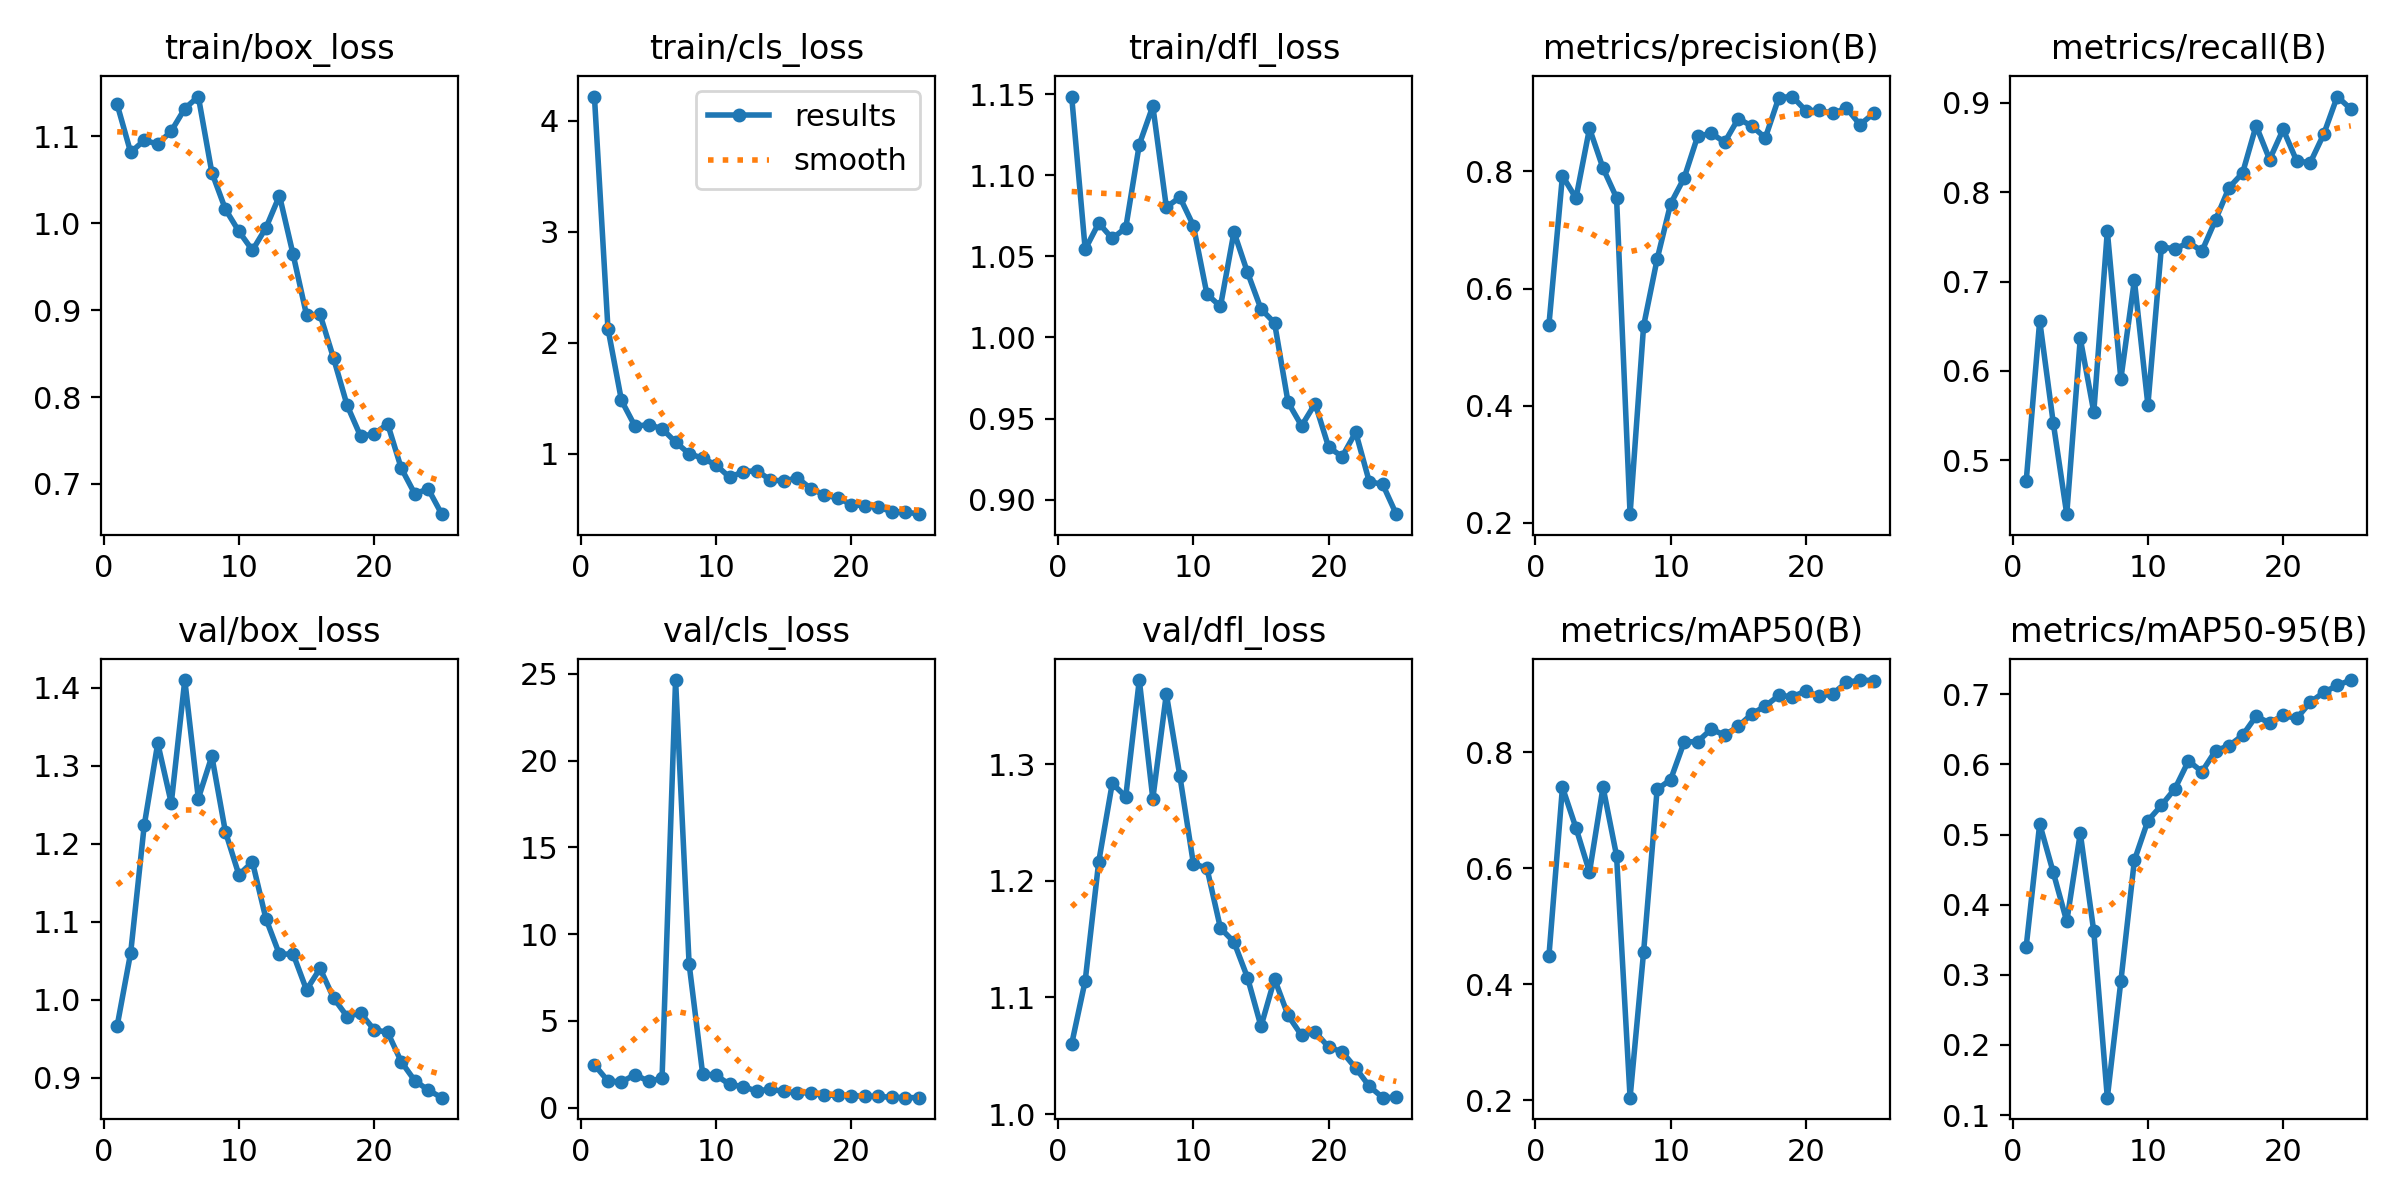 train/box_loss
train/cls_loss
train/dfl_loss
metrics/precision(B)
metrics/recall(B)
1.1
1.0
0.9
0.8
0.7
0 10 20
results
smooth
4
3
2
1
0 10 20
1.15
1.10
1.05
1.00
0.95
0.90
0 10 20
0.8
0.6
0.4
0.2
0 10 20
0.9
0.8
0.7
0.6
0.5
0 10 20
val/box_loss
val/cls_loss
val/dfl_loss
metrics/mAP50(B)
metrics/mAP50-95(B)
1.4
1.3
1.2
1.1
1.0
0.9
0 10 20
25
20
15
10
5
0
0 10 20
1.3
1.2
1.1
1.0
0 10 20
0.8
0.6
0.4
0.2
0 10 20
0.7
0.6
0.5
0.4
0.3
0.2
0.1
0 10 20